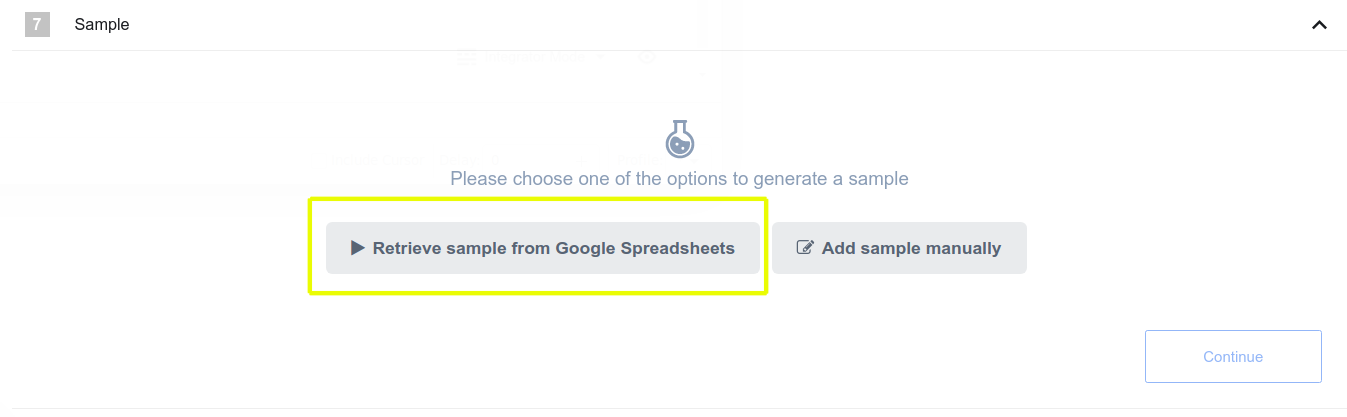 7 Sample
Please choose one of the options to generate a sample
Retrieve sample from Google Spreadsheets Add sample manually
Continue